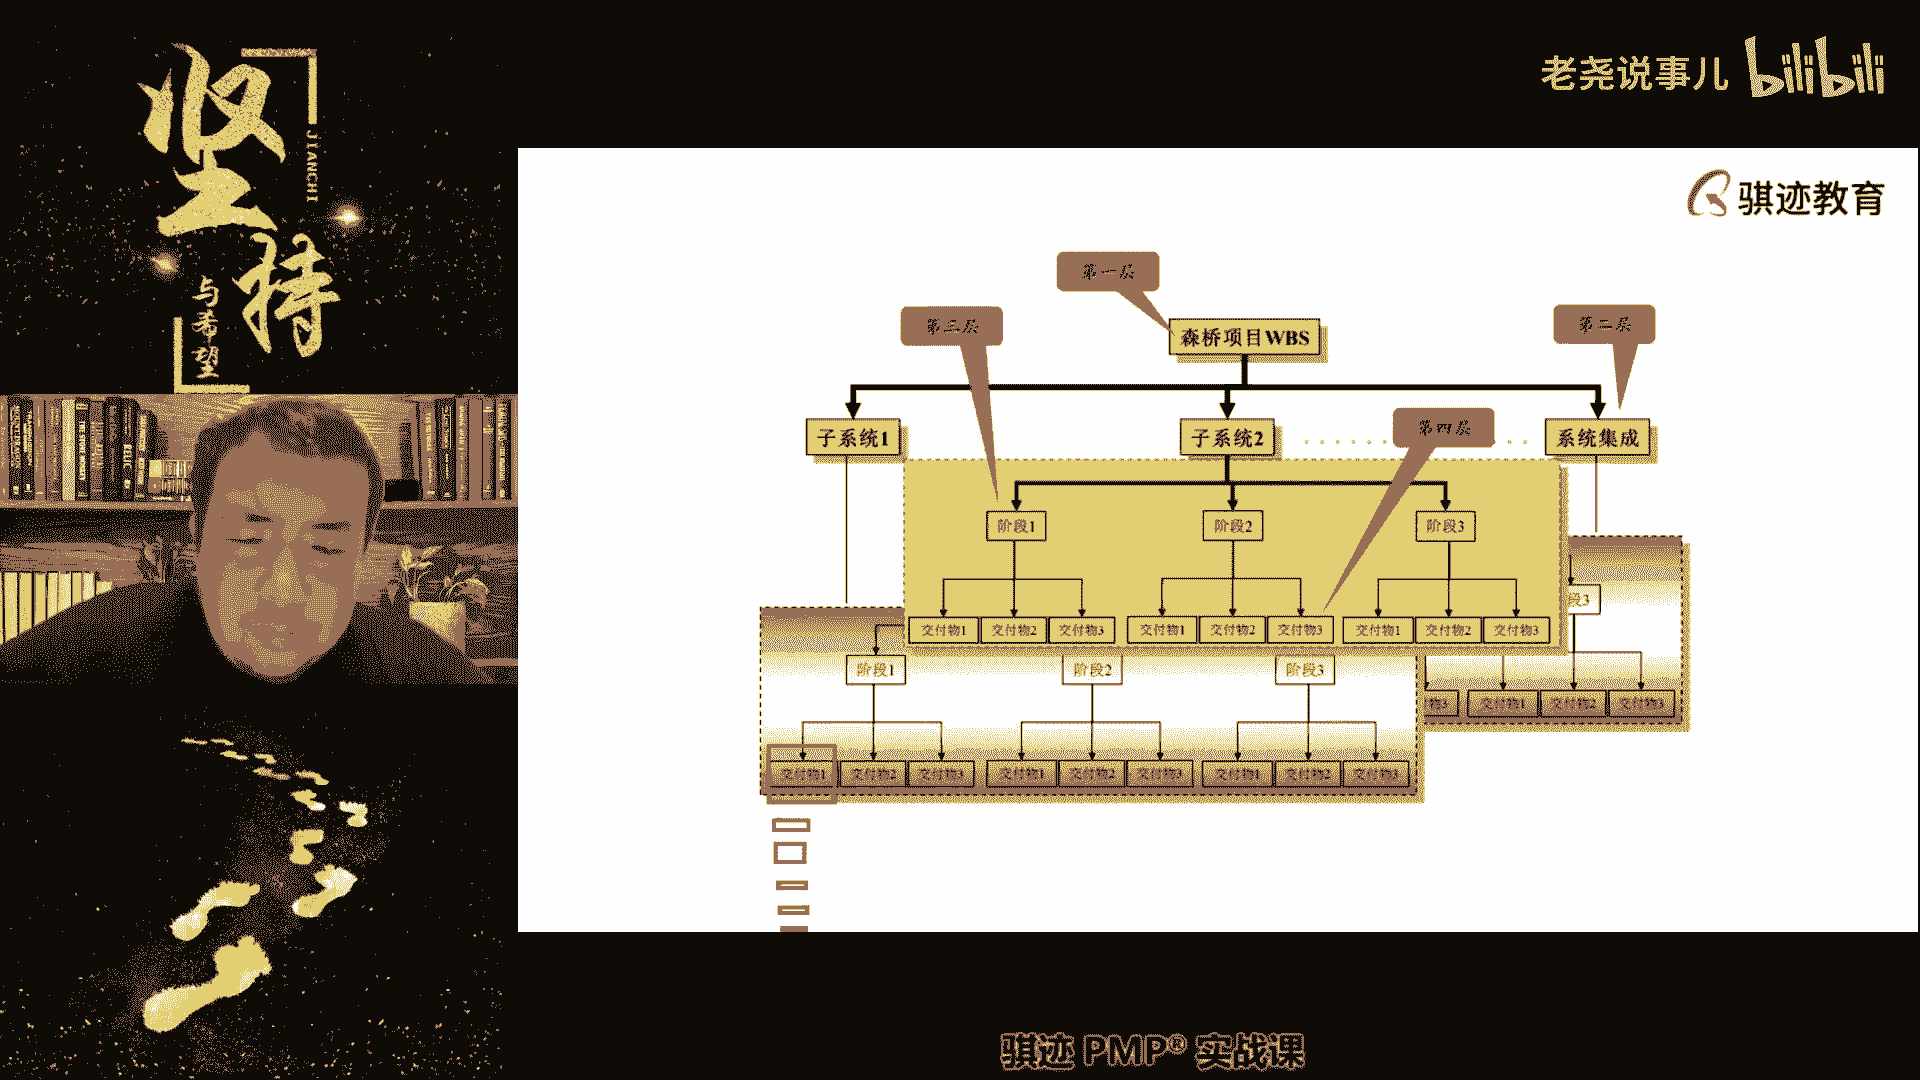 坚持
JIANCHI
与希望
老尧说事儿 bilibili
骐迹教育
第一层
第三层
第二层
森桥项目WBS
子系统1
子系统2
第四层
系统集成
阶段1
阶段2
阶段3
段3
交付物1 交付物2 交付物3 交付物1 交付物2 交付物3 交付物1 交付物2 交付物3
阶段1
阶段2
阶段3
物3 交付物1 交付物2 交付物3
交付物1 交付物2 交付物3 交付物1 交付物2 交付物3 交付物1 交付物2 交付物3
骐迹 PMP® 实战课